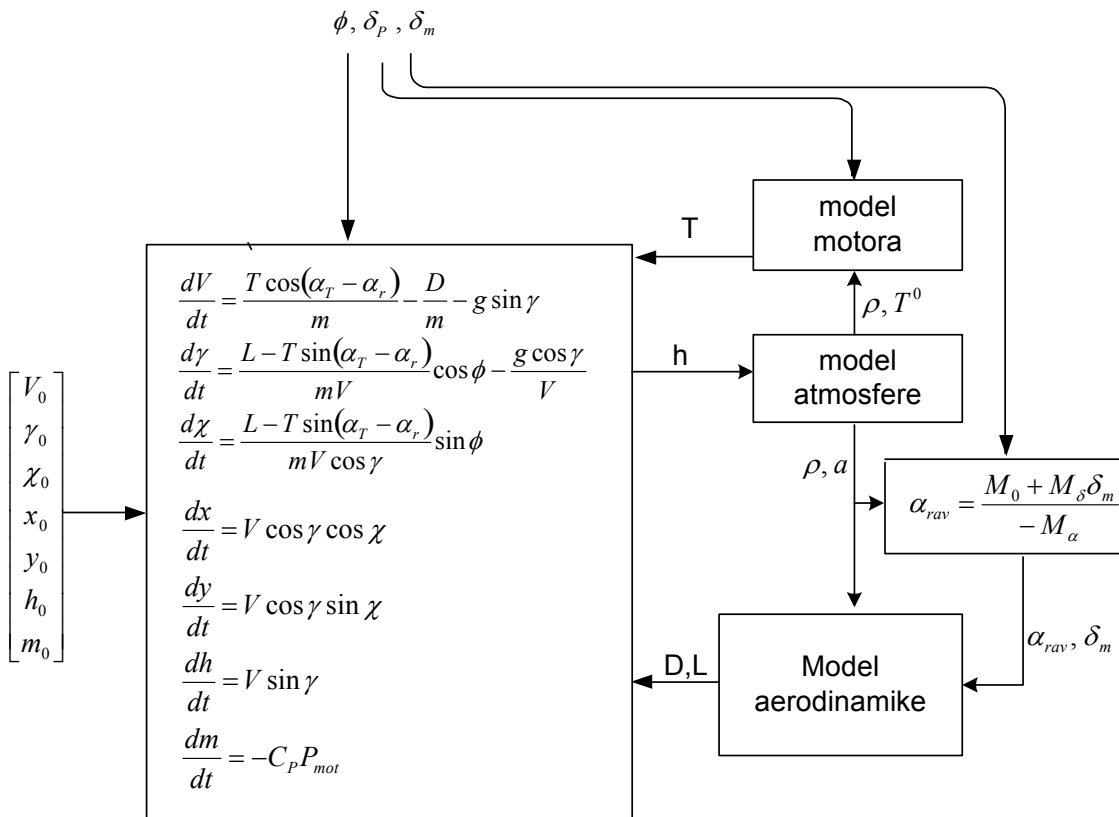 ϕ, δ_P , δ_m
model
motora
T
ρ, T^0
dV/dt = T cos(α_T − α_r)/m − D/m − g sin γ
dγ/dt = (L − T sin(α_T − α_r))/(mV) cos ϕ − (g cos γ)/V
dχ/dt = (L − T sin(α_T − α_r))/(mV cos γ) sin ϕ
dx/dt = V cos γ cos χ
dy/dt = V cos γ sin χ
dh/dt = V sin γ
dm/dt = −C_P P_mot
h
model
atmosfere
V_0
γ_0
χ_0
x_0
y_0
h_0
m_0
ρ, a
α_rav = (M_0 + M_δ δ_m)/(− M_α)
α_rav, δ_m
D,L
Model
aerodinamike